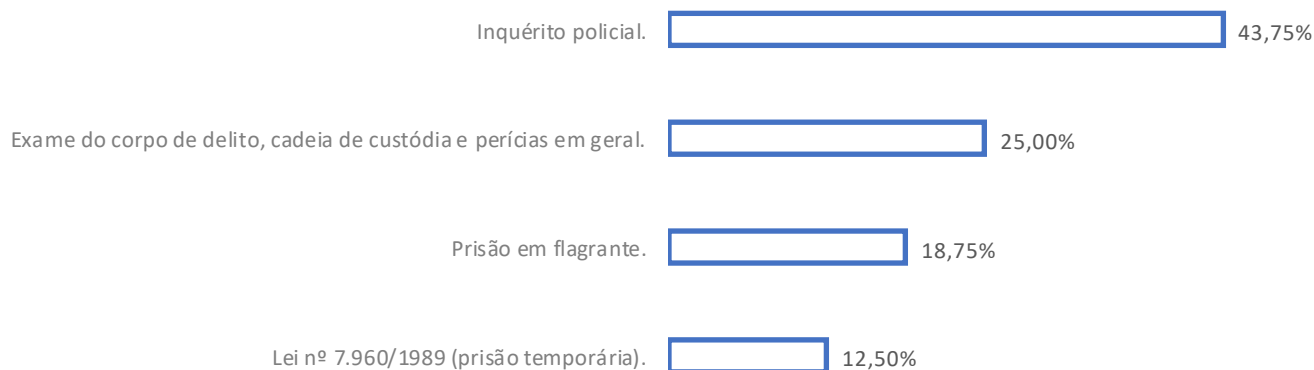 Inquérito policial.
43,75%
Exame do corpo de delito, cadeia de custódia e perícias em geral.
25,00%
Prisão em flagrante.
18,75%
Lei nº 7.960/1989 (prisão temporária).
12,50%